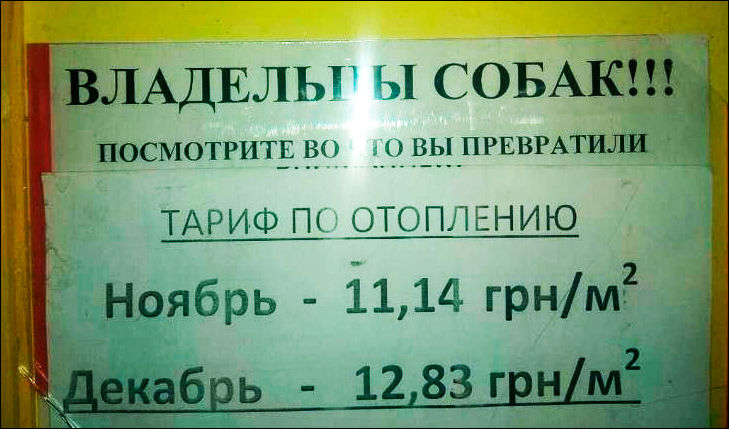 ВЛАДЕЛЬЦЫ СОБАК!!!
ПОСМОТРИТЕ ВО ЧТО ВЫ ПРЕВРАТИЛИ
ТАРИФ ПО ОТОПЛЕНИЮ
Ноябрь - 11,14 грн/м²
Декабрь - 12,83 грн/м²